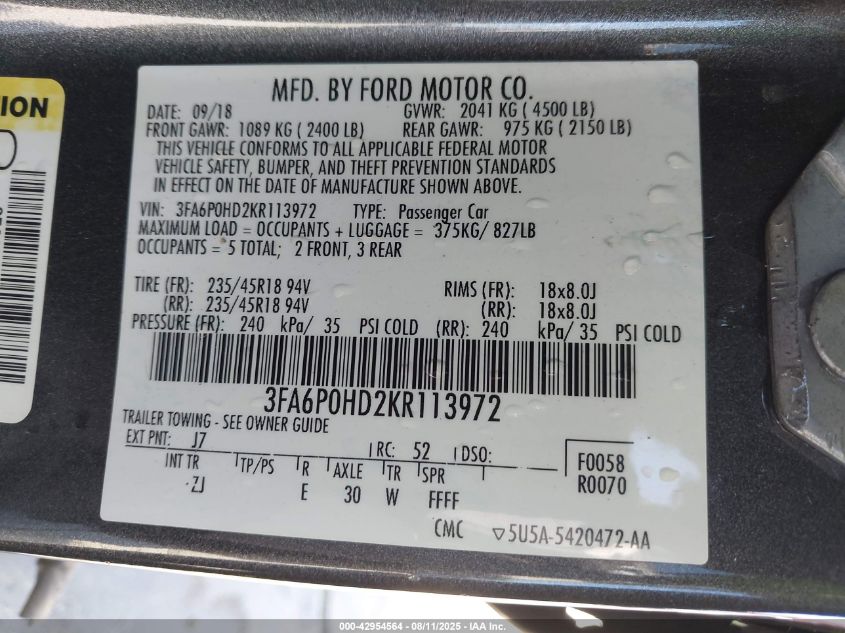 TION
MFD. BY FORD MOTOR CO.
DATE: 09/18 GVWR: 2041 KG ( 4500 LB)
FRONT GAWR: 1089 KG ( 2400 LB) REAR GAWR: 975 KG ( 2150 LB)
THIS VEHICLE CONFORMS TO ALL APPLICABLE FEDERAL MOTOR
VEHICLE SAFETY, BUMPER, AND THEFT PREVENTION STANDARDS
IN EFFECT ON THE DATE OF MANUFACTURE SHOWN ABOVE.
VIN: 3FA6P0HD2KR113972 TYPE: Passenger Car
MAXIMUM LOAD = OCCUPANTS + LUGGAGE = 375KG/ 827LB
OCCUPANTS = 5 TOTAL; 2 FRONT, 3 REAR
TIRE (FR): 235/45R18 94V RIMS (FR): 18x8.0J
(RR): 235/45R18 94V (RR): 18x8.0J
PRESSURE (FR): 240 kPa/ 35 PSI COLD (RR): 240 kPa/ 35 PSI COLD
3FA6P0HD2KR113972
TRAILER TOWING - SEE OWNER GUIDE
EXT PNT: J7 RC: 52 DSO: F0058
INT TR TP/PS R AXLE TR SPR R0070
ZJ E 30 W FFFF
CMC ▽5U5A-5420472-AA
000-42954564 - 08/11/2025 - IAA Inc.